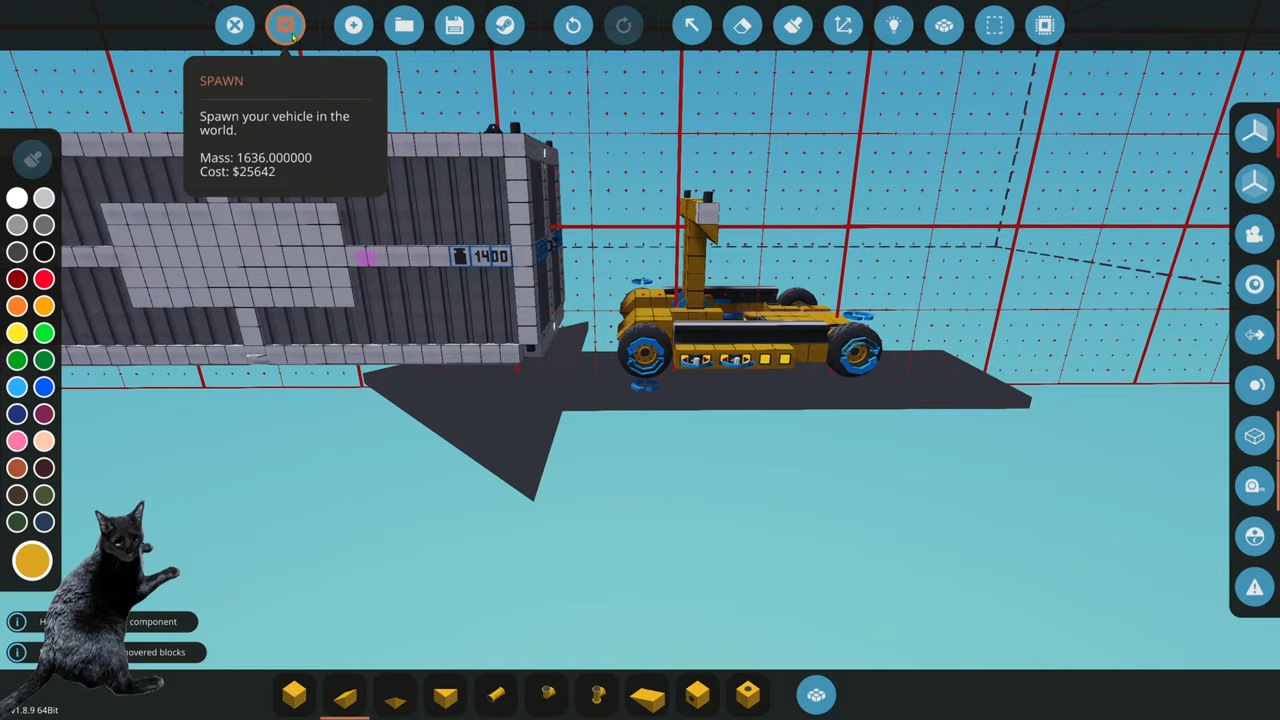 SPAWN
Spawn your vehicle in the
world.
Mass: 1636.000000
Cost: $25642
1400
component
hovered blocks
v1.8.9 64Bit